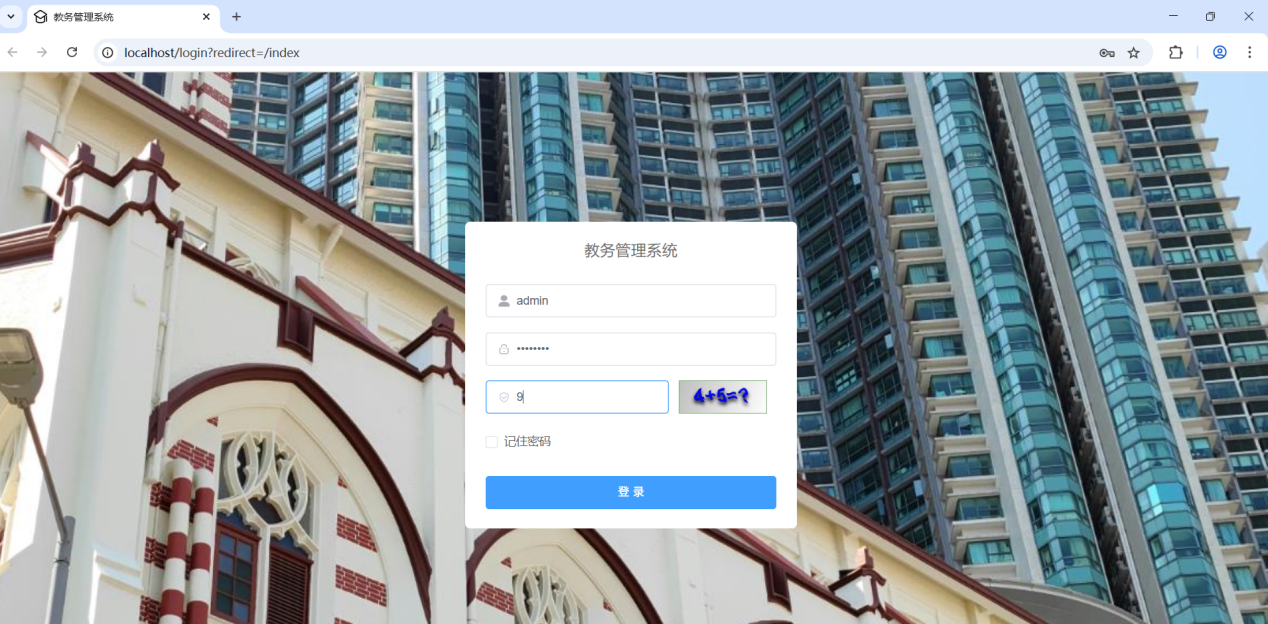 教务管理系统
localhost/login?redirect=/index
教务管理系统
admin
••••••••
9
4+5=?
记住密码
登 录